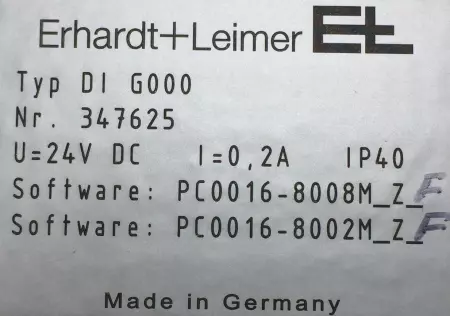 Erhardt+Leimer EL
Typ DI G000
Nr. 347625
U=24V DC I=0,2A IP40
Software: PC0016-8008M_Z_F
Software: PC0016-8002M_Z_F
Made in Germany